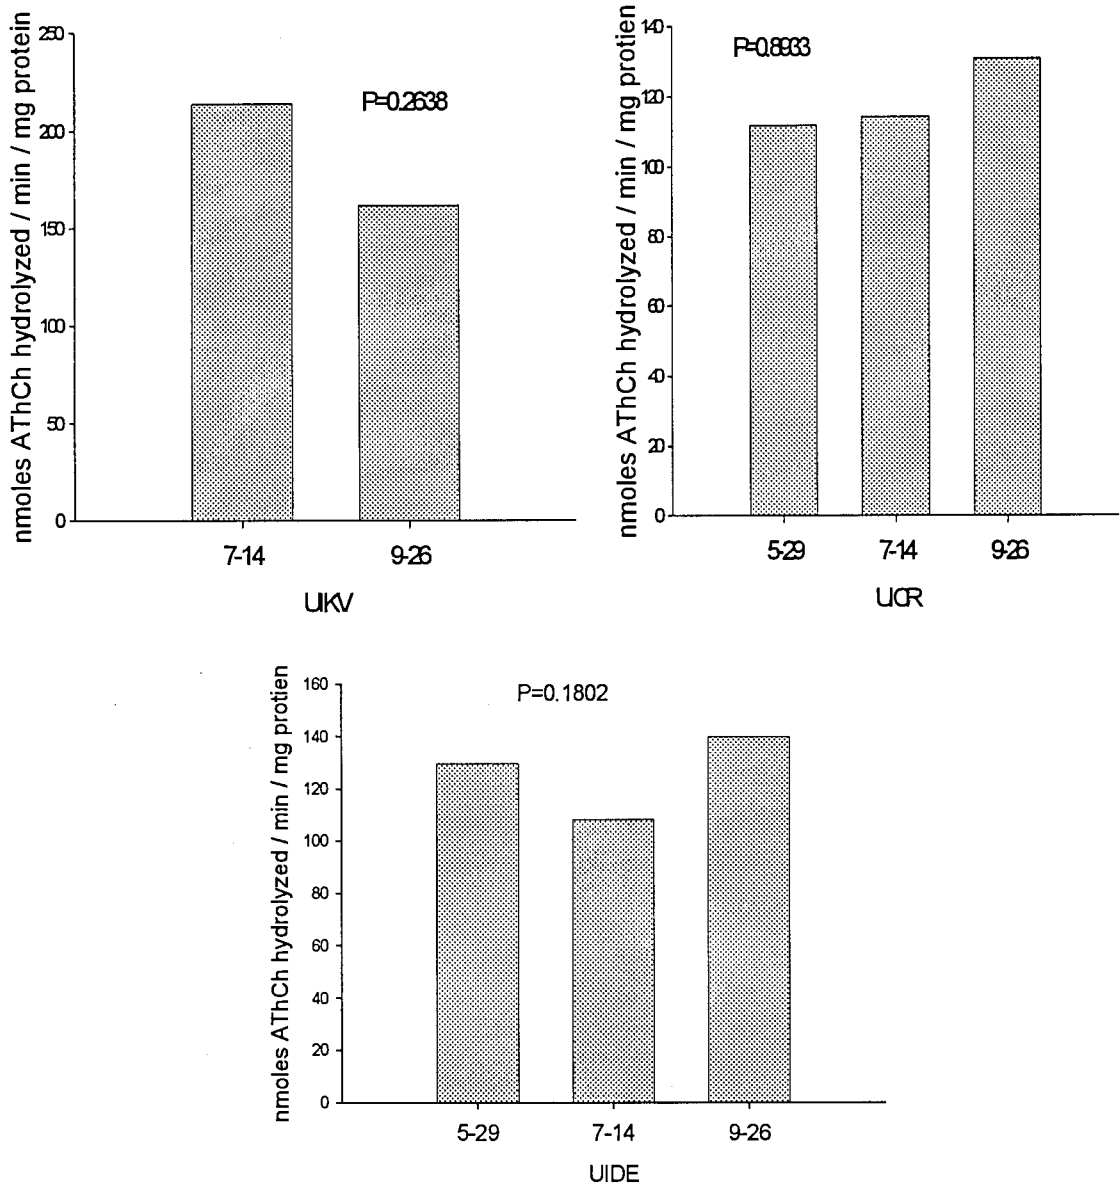 nmoles AThCh hydrolyzed / min / mg protein
250
200
150
100
50
0
P=0.2638
7-14 9-26
UIKV
nmoles AThCh hydrolyzed / min / mg protien
140
120
100
80
60
40
20
0
P=0.8933
5-29 7-14 9-26
UICR
nmoles AThCh hydrolyzed / min / mg protien
160
140
120
100
80
60
40
20
0
P=0.1802
5-29 7-14 9-26
UIDE